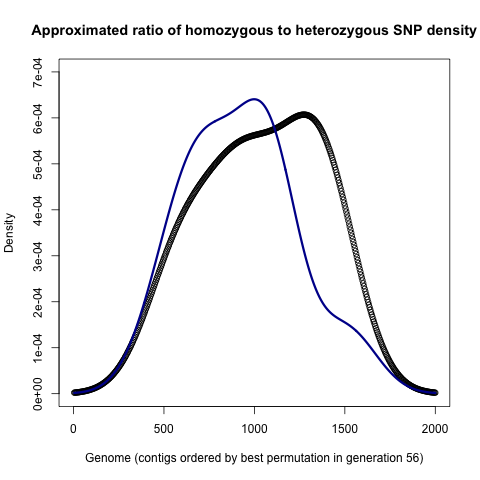 Approximated ratio of homozygous to heterozygous SNP density
7e-04
6e-04
5e-04
4e-04
3e-04
2e-04
1e-04
0e+00
Density
0 500 1000 1500 2000
Genome (contigs ordered by best permutation in generation 56)